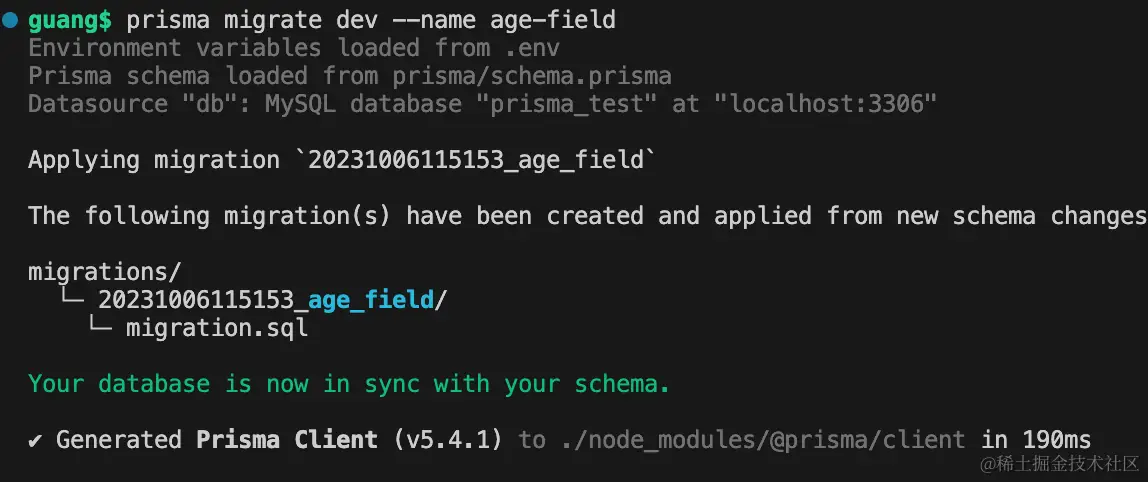 guang$ prisma migrate dev --name age-field
Environment variables loaded from .env
Prisma schema loaded from prisma/schema.prisma
Datasource "db": MySQL database "prisma_test" at "localhost:3306"
Applying migration `20231006115153_age_field`
The following migration(s) have been created and applied from new schema changes
migrations/
└─ 20231006115153_age_field/
└─ migration.sql
Your database is now in sync with your schema.
✔ Generated Prisma Client (v5.4.1) to ./node_modules/@prisma/client in 190ms
@稀土掘金技术社区